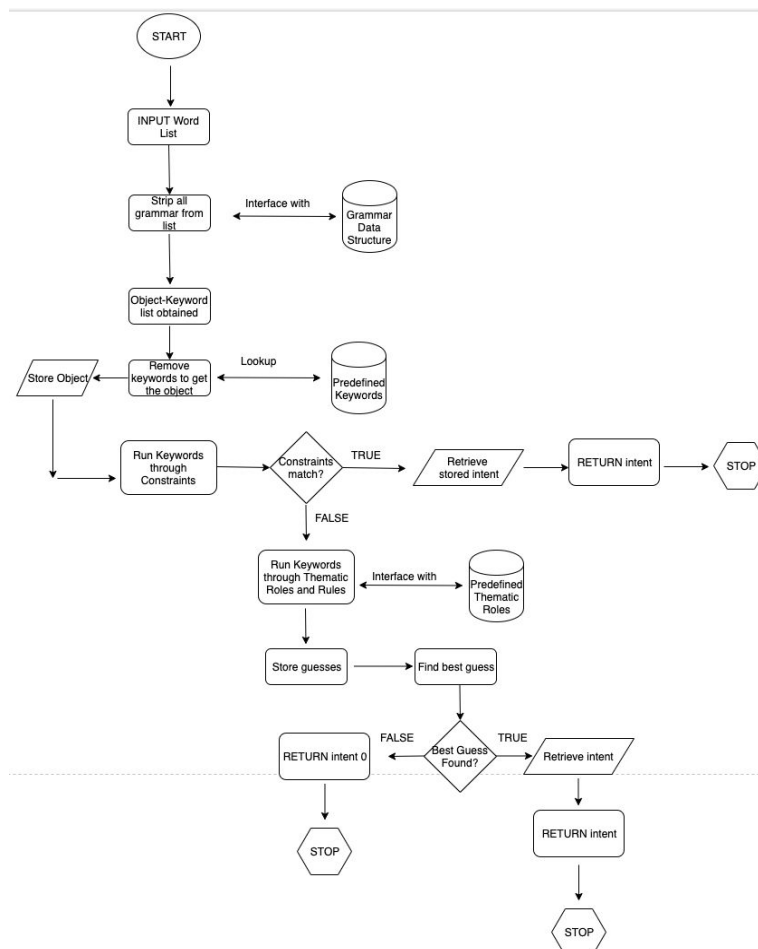 START
INPUT Word
List
Strip all
grammar from
list
Interface with
Grammar
Data
Structure
Object-Keyword
list obtained
Store Object
Remove
keywords to get
the object
Lookup
Predefined
Keywords
Run Keywords
through
Constraints
Constraints
match?
TRUE
Retrieve
stored intent
RETURN intent
STOP
FALSE
Run Keywords
through Thematic
Roles and Rules
Interface with
Predefined
Thematic
Roles
Store guesses
Find best guess
FALSE
Best Guess
Found?
TRUE
RETURN intent 0
Retrieve intent
STOP
RETURN intent
STOP